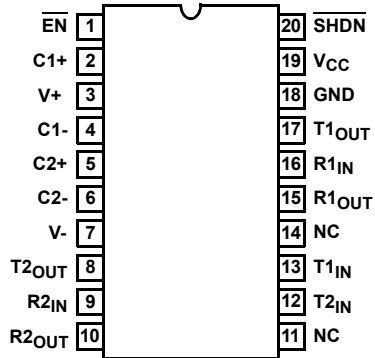 EN 1 20 SHDN
C1+ 2 19 VCC
V+ 3 18 GND
C1- 4 17 T1OUT
C2+ 5 16 R1IN
C2- 6 15 R1OUT
V- 7 14 NC
T2OUT 8 13 T1IN
R2IN 9 12 T2IN
R2OUT 10 11 NC